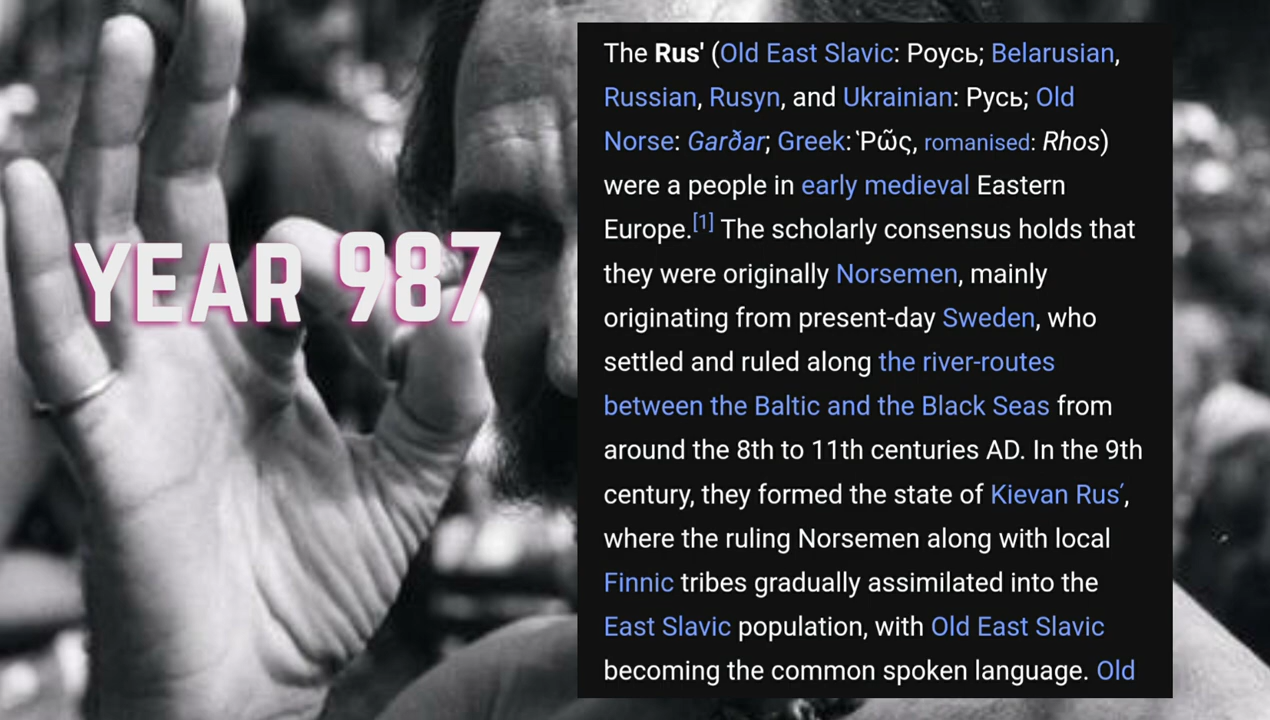 YEAR 987
The Rus' (Old East Slavic: Роусь; Belarusian,
Russian, Rusyn, and Ukrainian: Русь; Old
Norse: Garðar; Greek: Ῥῶς, romanised: Rhos)
were a people in early medieval Eastern
Europe.[1] The scholarly consensus holds that
they were originally Norsemen, mainly
originating from present-day Sweden, who
settled and ruled along the river-routes
between the Baltic and the Black Seas from
around the 8th to 11th centuries AD. In the 9th
century, they formed the state of Kievan Rusʹ,
where the ruling Norsemen along with local
Finnic tribes gradually assimilated into the
East Slavic population, with Old East Slavic
becoming the common spoken language. Old